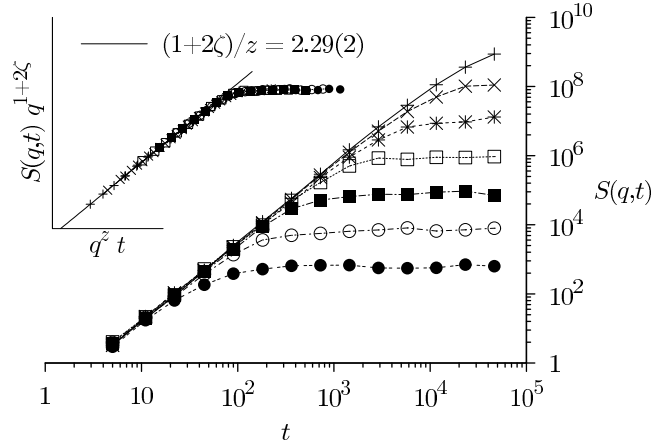 (1+2ζ)/z = 2.29(2)
S(q,t) q^{1+2ζ}
q^z t
10^10
10^8
10^6
10^4
10^2
1
S(q,t)
1 10 10^2 10^3 10^4 10^5
t